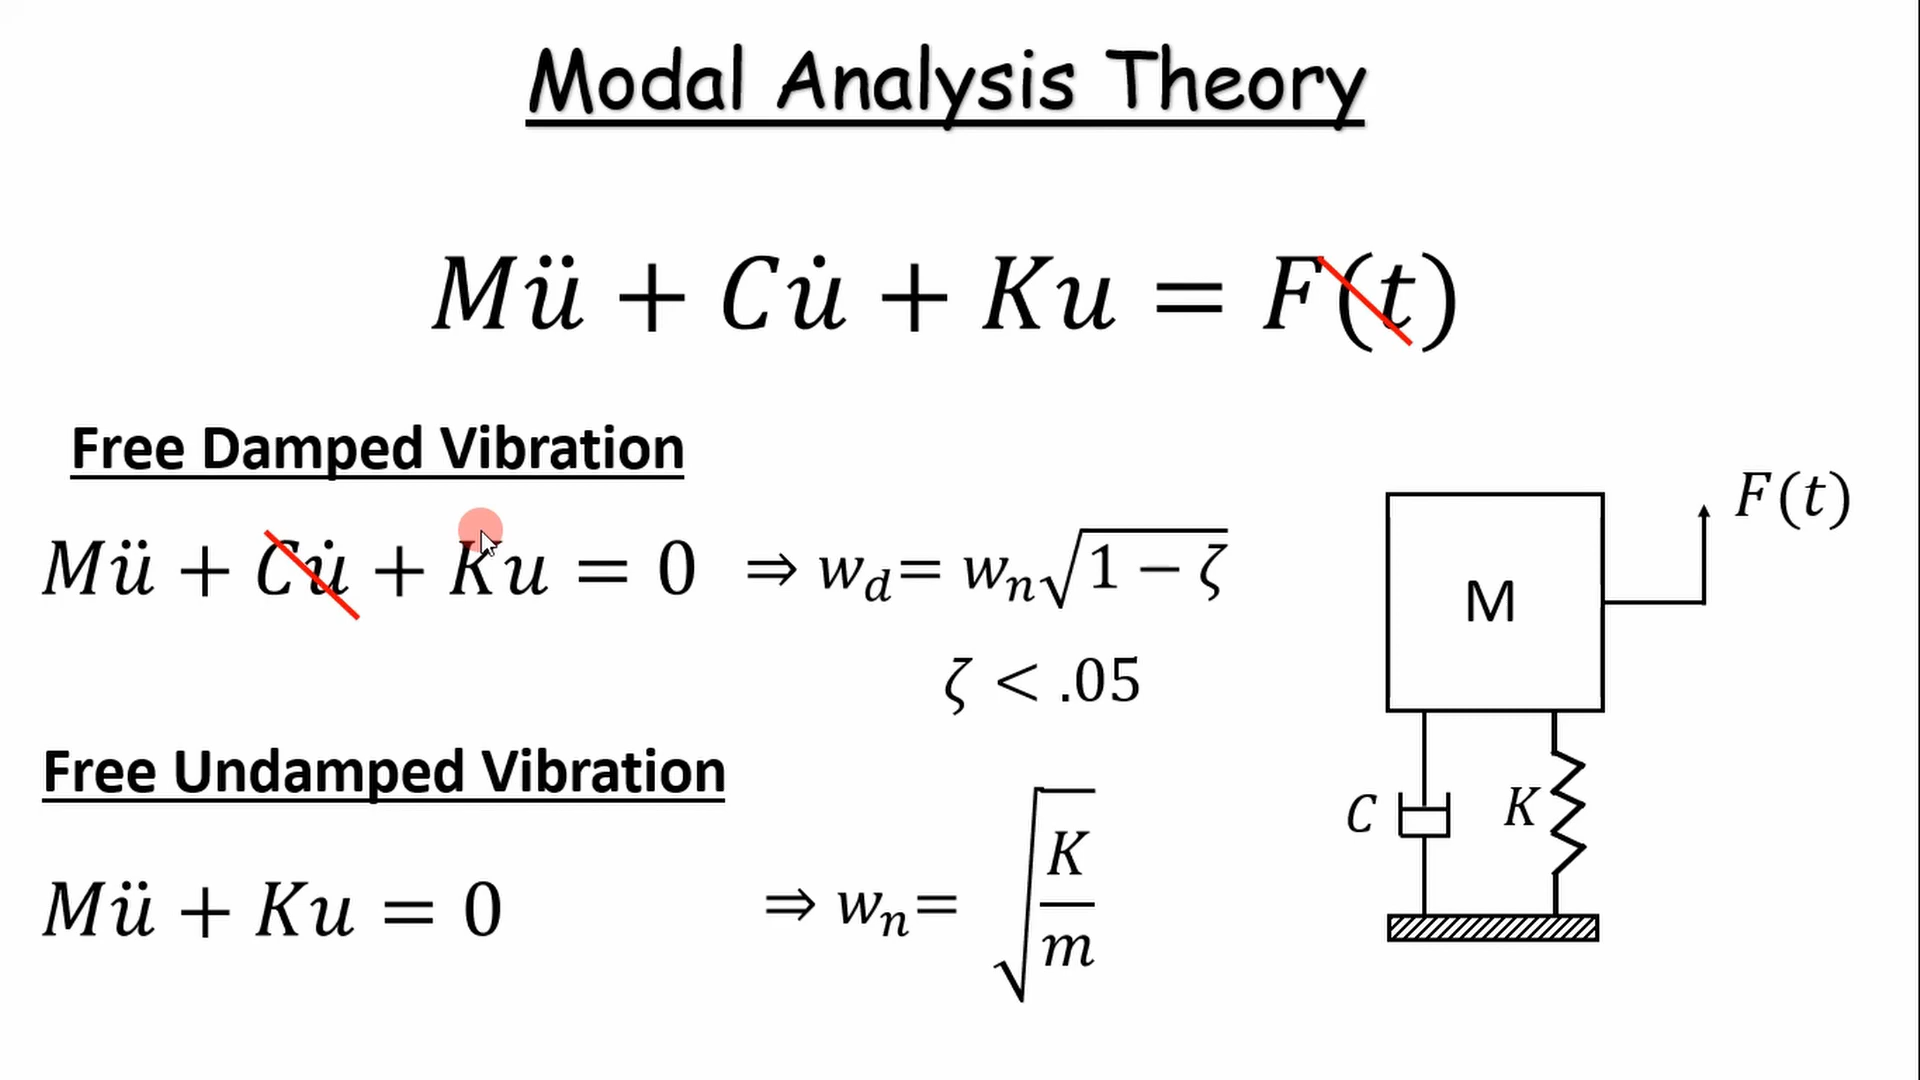 Modal Analysis Theory
Mü + Cu̇ + Ku = F(t)
Free Damped Vibration
Mü + Cu̇ + Ku = 0 ⇒ w_d = w_n√(1 − ζ)
ζ < .05
Free Undamped Vibration
Mü + Ku = 0 ⇒ w_n = √(K/m)
F(t)
M
C
K